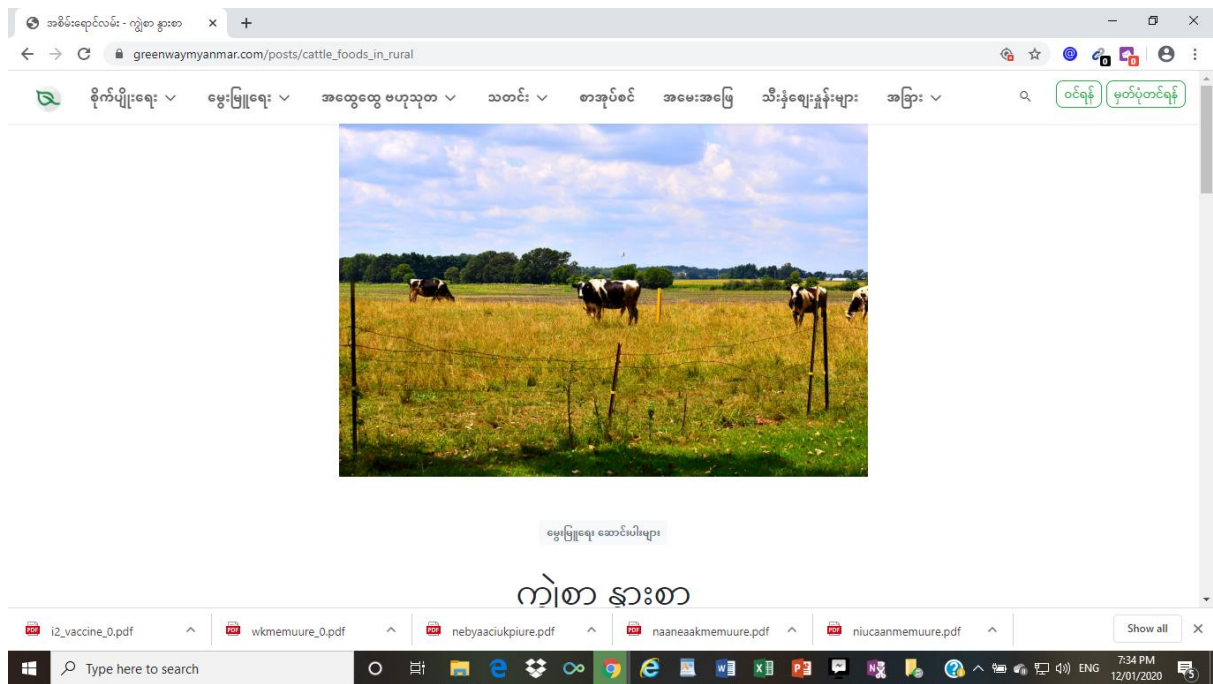 အစိမ်းရောင်လမ်း - ကျွဲစာ နွားစာ
greenwaymyanmar.com/posts/cattle_foods_in_rural
0
0
စိုက်ပျိုးရေး မွေးမြူရေး အထွေထွေ ဗဟုသုတ သတင်း စာအုပ်စင် အမေးအဖြေ သီးနှံဈေးနှုန်းများ အခြား ဝင်ရန် မှတ်ပုံတင်ရန်
မွေးမြူရေး ဆောင်းပါးများ
ကျွဲစာ နွားစာ
i2_vaccine_0.pdf wkmemuure_0.pdf nebyaaciukpiure.pdf naaneaakmemuure.pdf niucaanmemuure.pdf Show all
Type here to search ENG 7:34 PM
12/01/2020
5